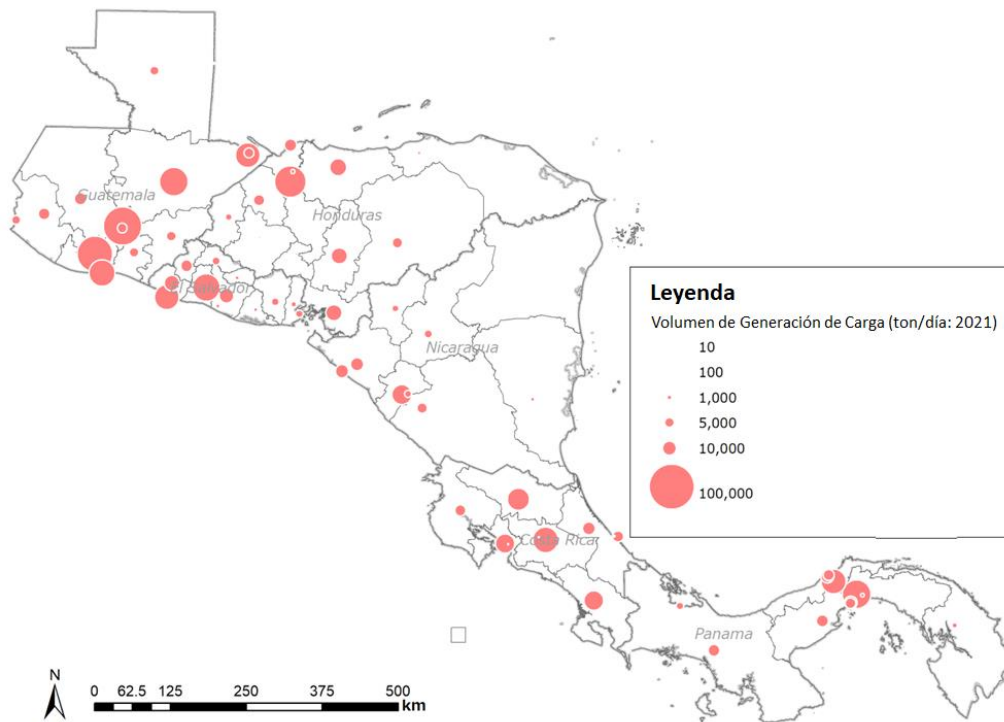 Guatemala
Honduras
El Salvador
Nicaragua
Leyenda
Volumen de Generación de Carga (ton/día: 2021)
10
100
1,000
5,000
10,000
100,000
Costa Rica
Panama
N
0 62.5 125 250 375 500
km